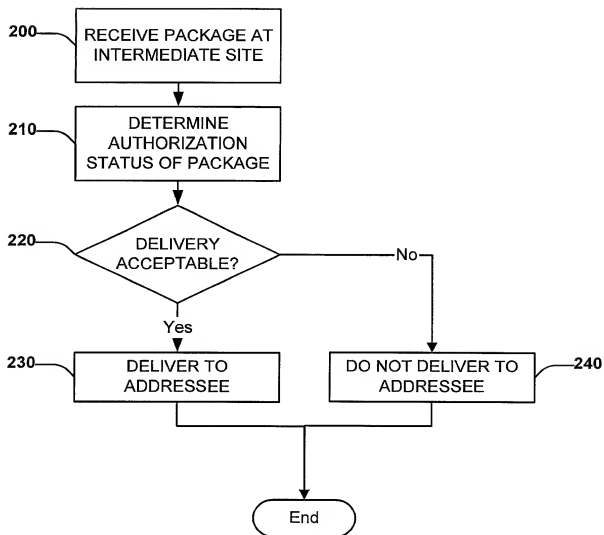 200
RECEIVE PACKAGE AT
INTERMEDIATE SITE
210
DETERMINE
AUTHORIZATION
STATUS OF PACKAGE
220
DELIVERY
ACCEPTABLE?
No
Yes
230
DELIVER TO
ADDRESSEE
DO NOT DELIVER TO
ADDRESSEE
240
End